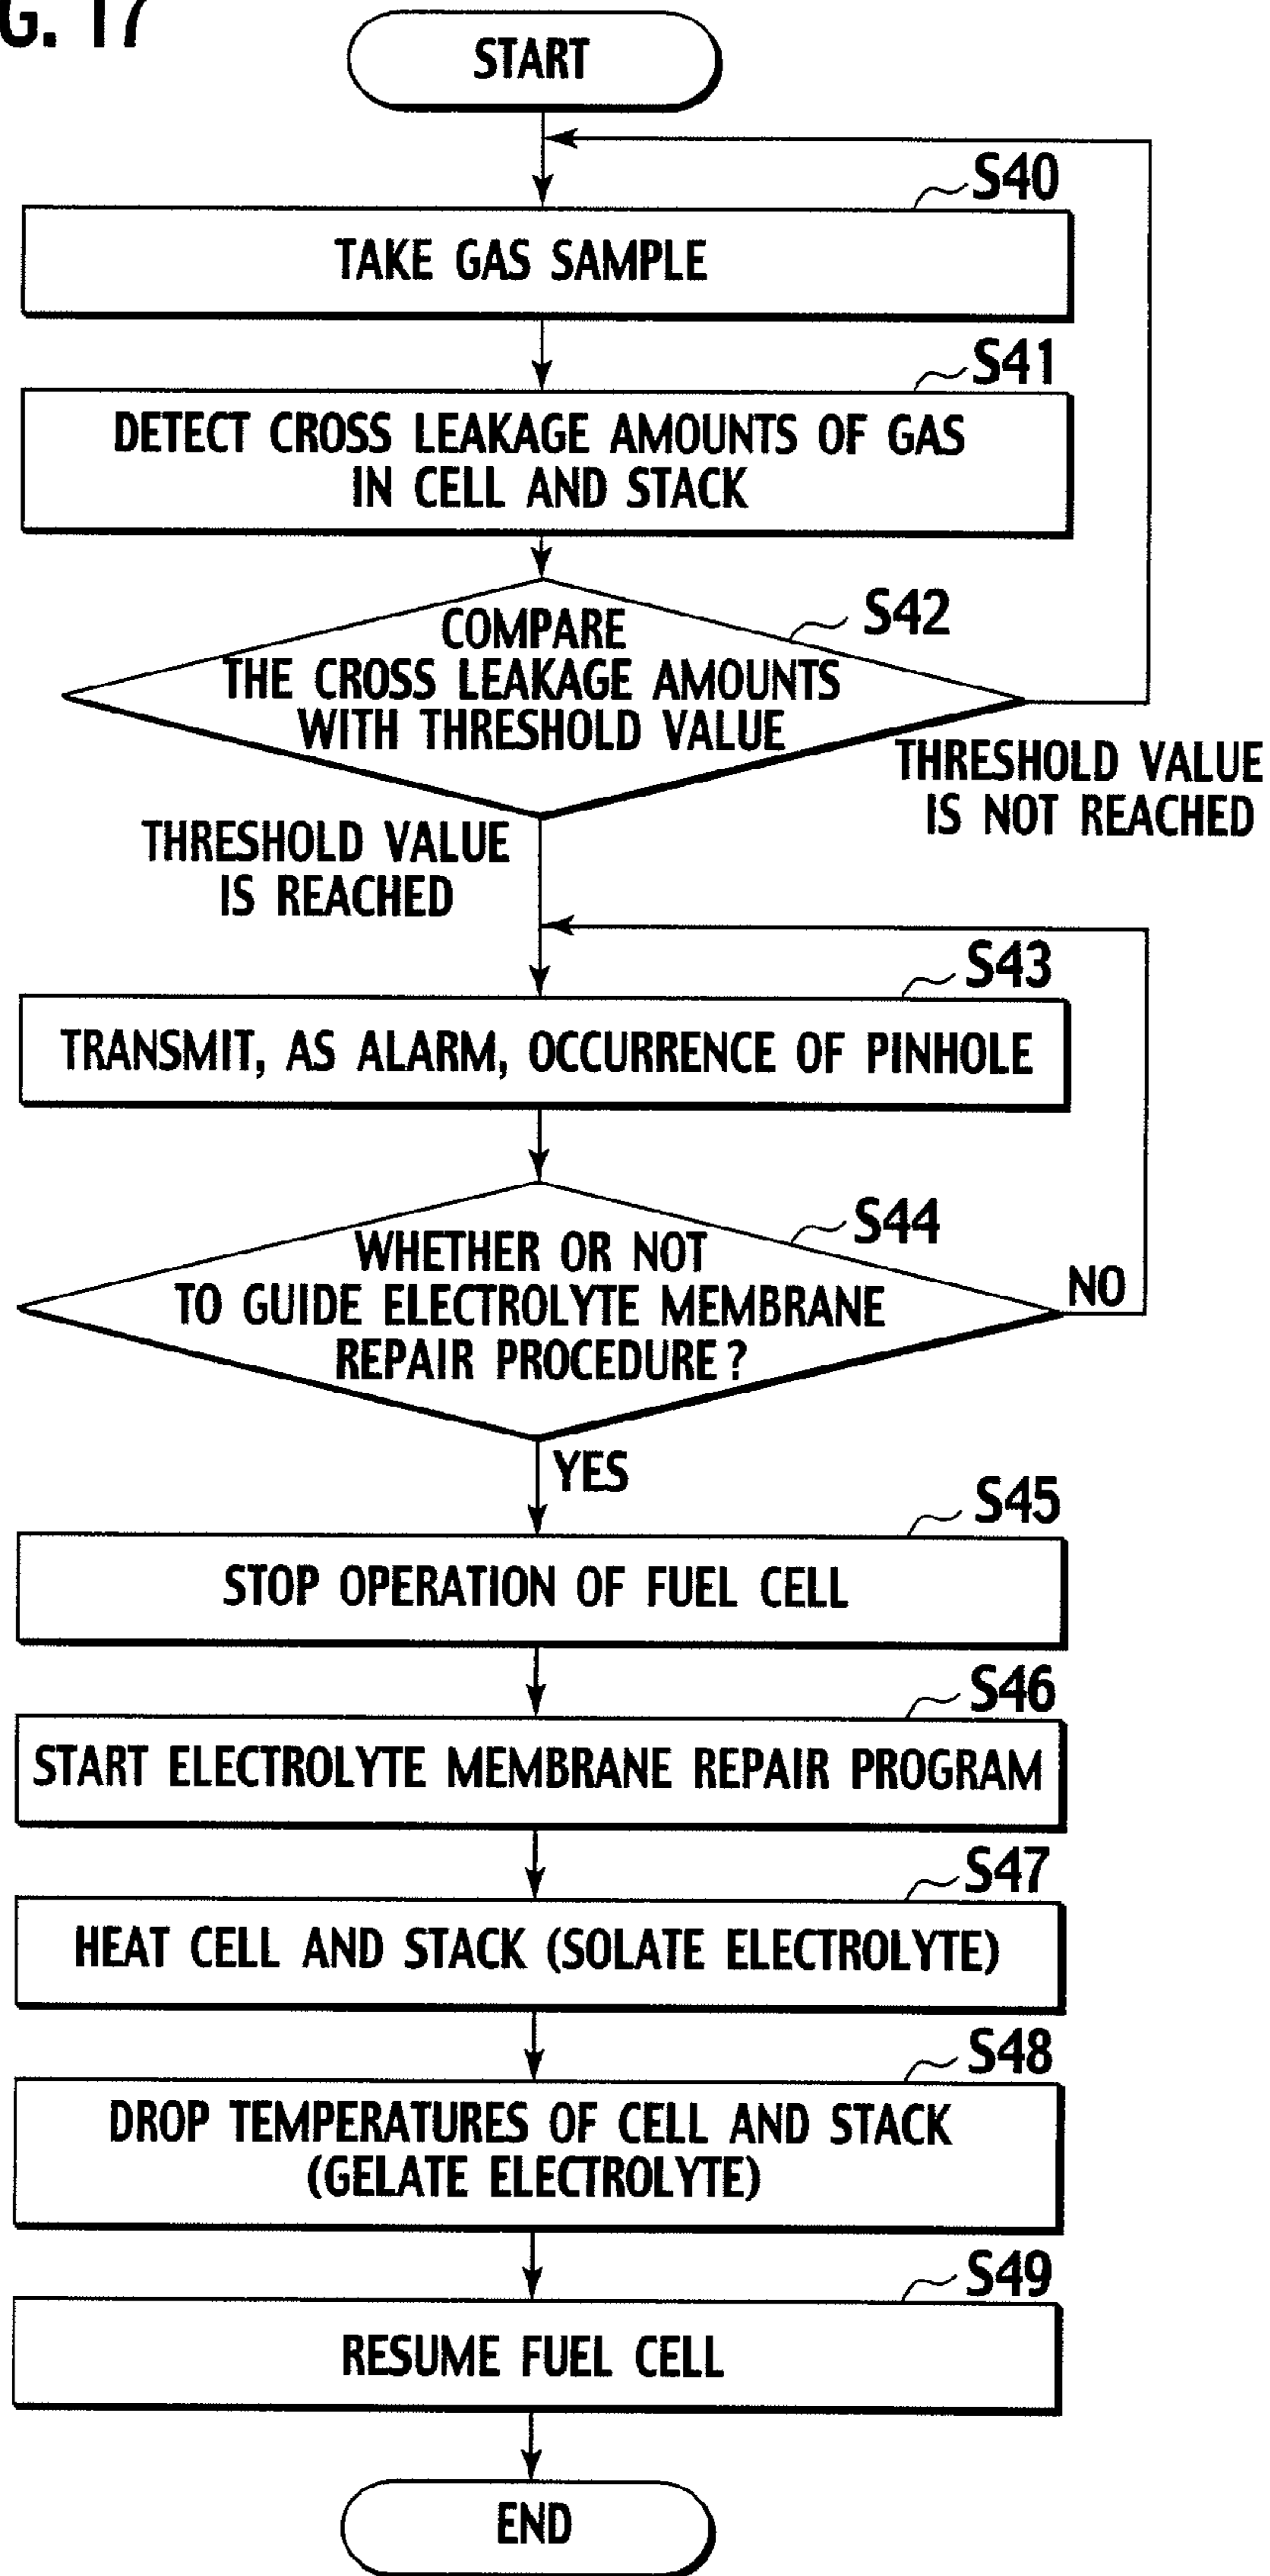 G. 17
START
S40
TAKE GAS SAMPLE
S41
DETECT CROSS LEAKAGE AMOUNTS OF GAS
IN CELL AND STACK
S42
COMPARE
THE CROSS LEAKAGE AMOUNTS
WITH THRESHOLD VALUE
THRESHOLD VALUE
IS NOT REACHED
THRESHOLD VALUE
IS REACHED
S43
TRANSMIT, AS ALARM, OCCURRENCE OF PINHOLE
S44
WHETHER OR NOT
TO GUIDE ELECTROLYTE MEMBRANE
REPAIR PROCEDURE?
NO
YES
S45
STOP OPERATION OF FUEL CELL
S46
START ELECTROLYTE MEMBRANE REPAIR PROGRAM
S47
HEAT CELL AND STACK (SOLATE ELECTROLYTE)
S48
DROP TEMPERATURES OF CELL AND STACK
(GELATE ELECTROLYTE)
S49
RESUME FUEL CELL
END